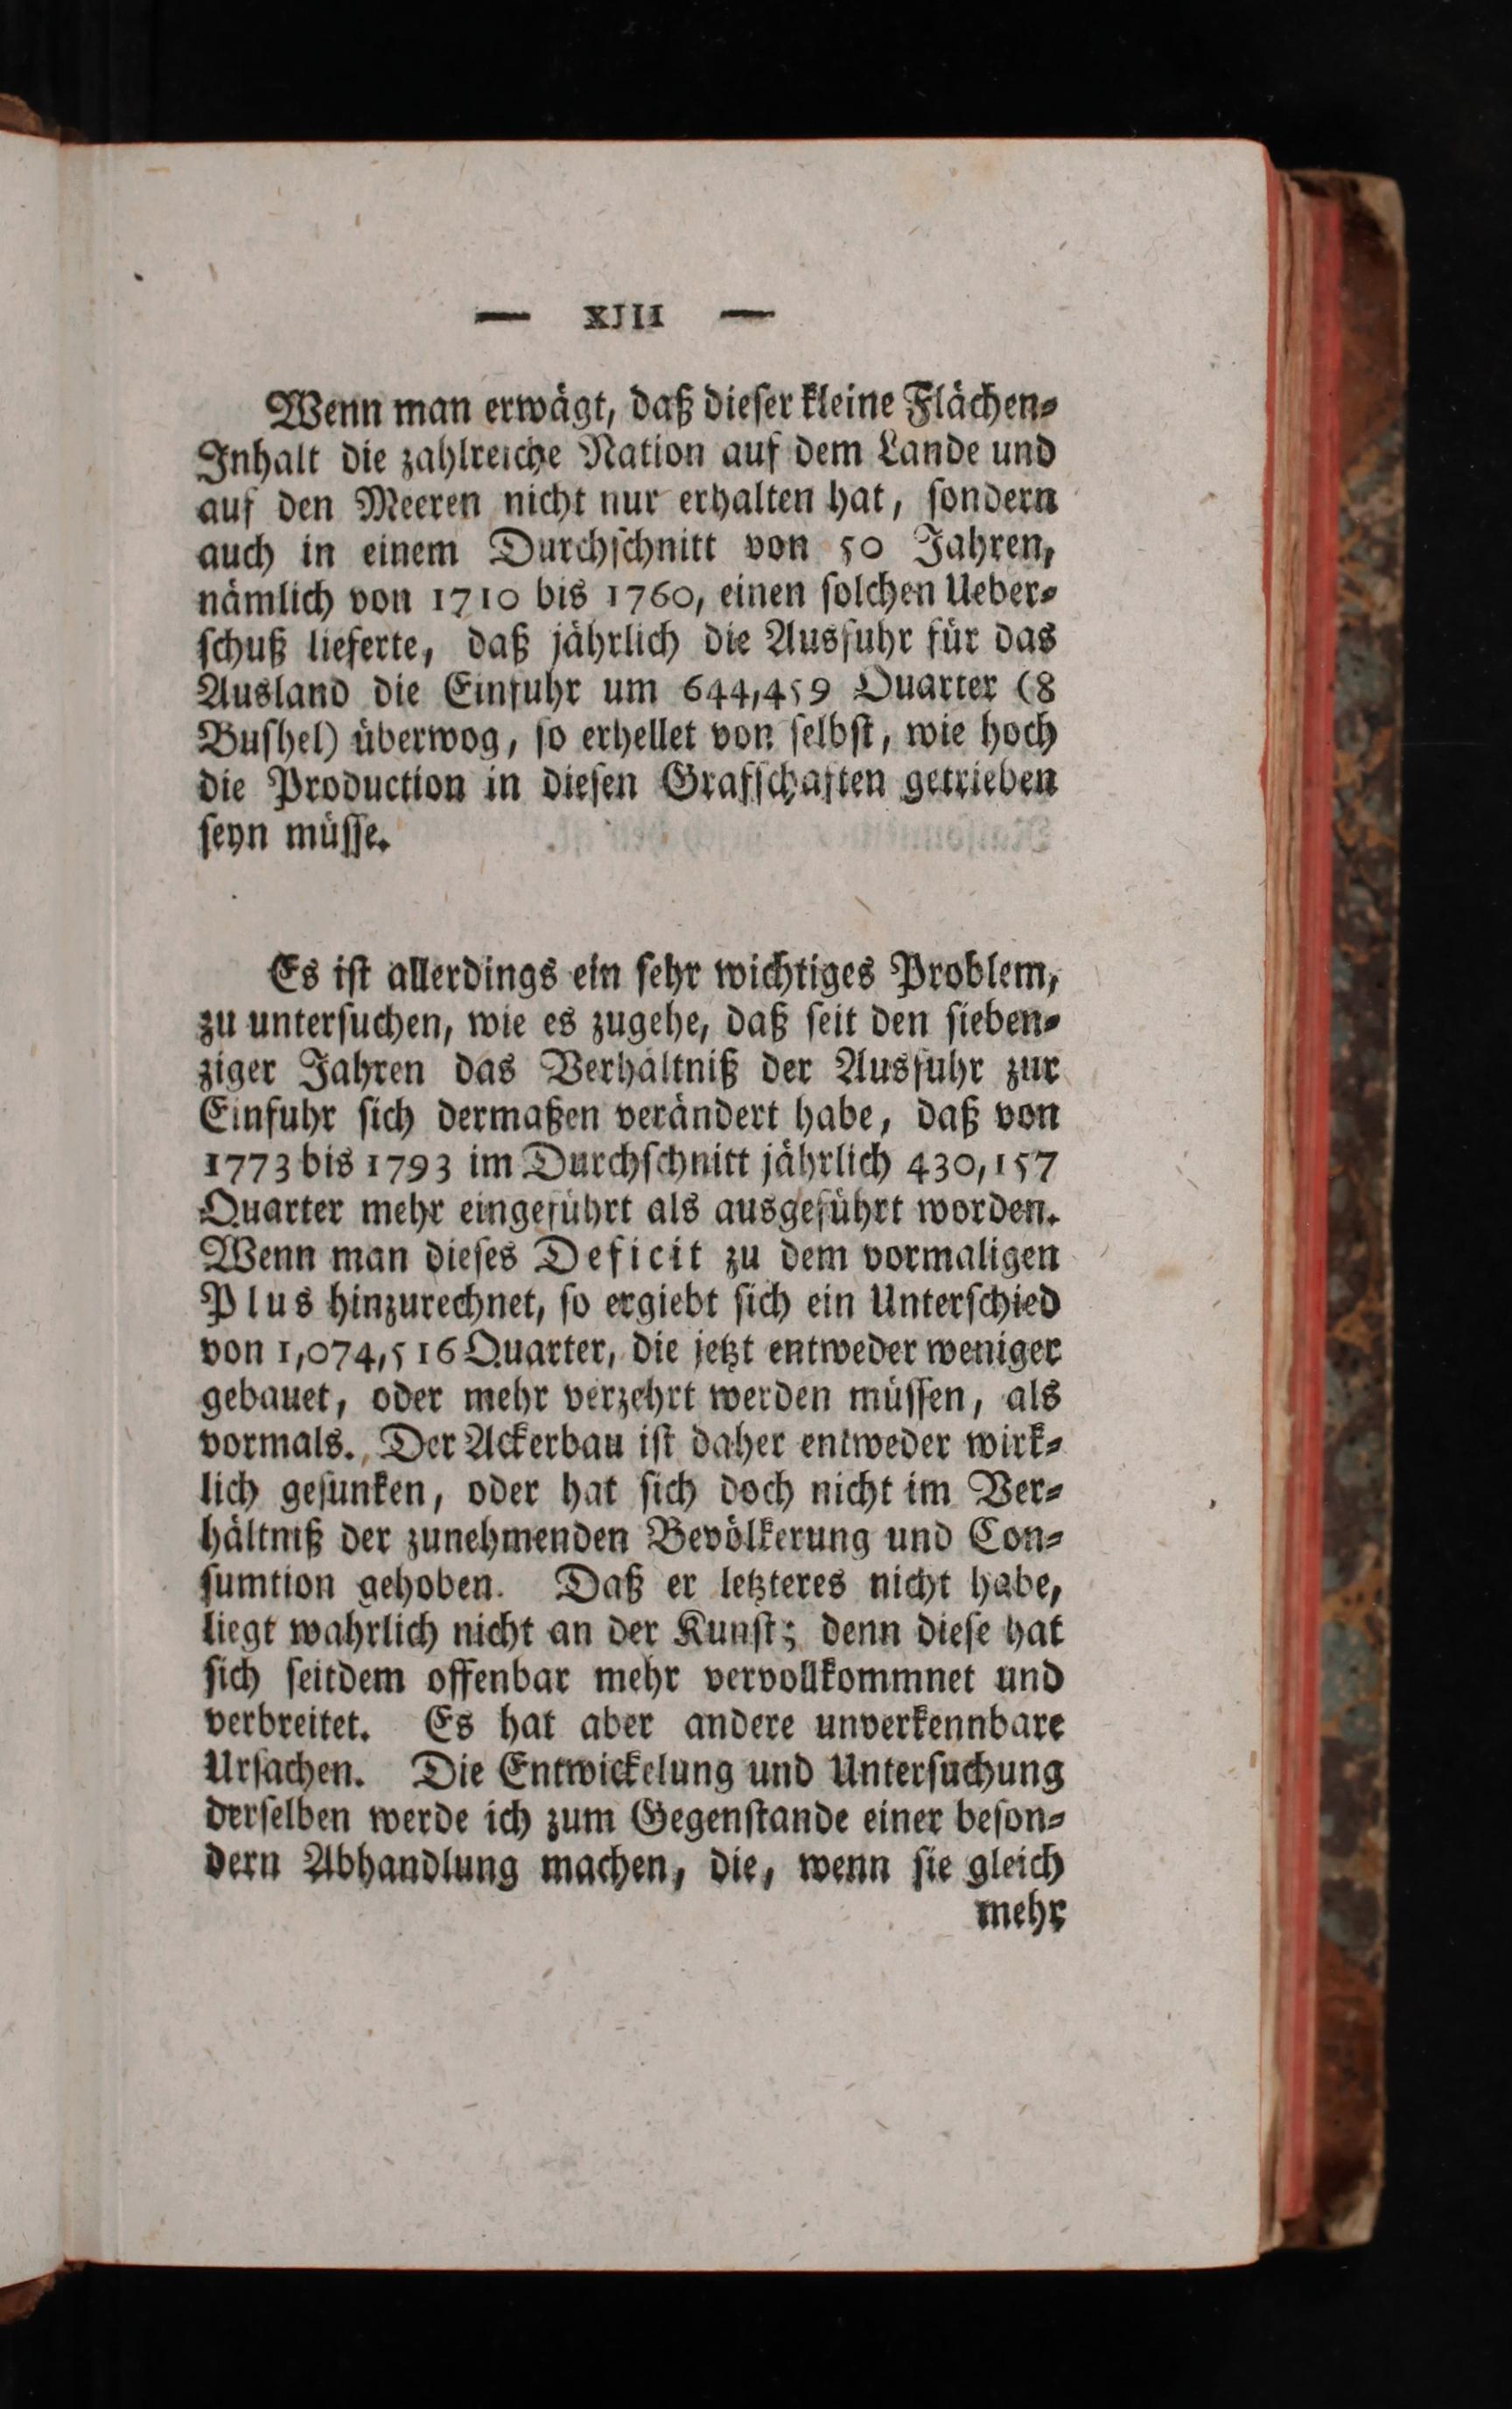 — XIII —
Wenn man erwägt, daß dieſer kleine Flächen⸗
Inhalt die zahlreiche Nation auf dem Lande und
auf den Meeren nicht nur erhalten hat, ſondern
auch in einem Durchſchnitt von 50 Jahren,
nämlich von 1710 bis 1760, einen ſolchen Ueber⸗
ſchuß lieferte, daß jährlich die Ausfuhr für das
Ausland die Einfuhr um 644,459 Quarter (8
Buſhel) überwog, ſo erhellet von ſelbſt, wie hoch
die Production in dieſen Grafſchaften getrieben
ſeyn müſſe.
Es iſt allerdings ein ſehr wichtiges Problem,
zu unterſuchen, wie es zugehe, daß ſeit den ſieben⸗
ziger Jahren das Verhältniß der Ausfuhr zur
Einfuhr ſich dermaßen verändert habe, daß von
1773 bis 1793 im Durchſchnitt jährlich 430,157
Quarter mehr eingeführt als ausgeführt worden.
Wenn man dieſes Deficit zu dem vormaligen
Plus hinzurechnet, ſo ergiebt ſich ein Unterſchied
von 1,074,516 Quarter, die jetzt entweder weniger
gebauet, oder mehr verzehrt werden müſſen, als
vormals. Der Ackerbau iſt daher entweder wirk⸗
lich geſunken, oder hat ſich doch nicht im Ver⸗
hältniß der zunehmenden Bevölkerung und Con⸗
ſumtion gehoben. Daß er letzteres nicht habe,
liegt wahrlich nicht an der Kunſt; denn dieſe hat
ſich ſeitdem offenbar mehr vervollkommnet und
verbreitet. Es hat aber andere unverkennbare
Urſachen. Die Entwickelung und Unterſuchung
derſelben werde ich zum Gegenſtande einer beſon⸗
dern Abhandlung machen, die, wenn ſie gleich
mehr